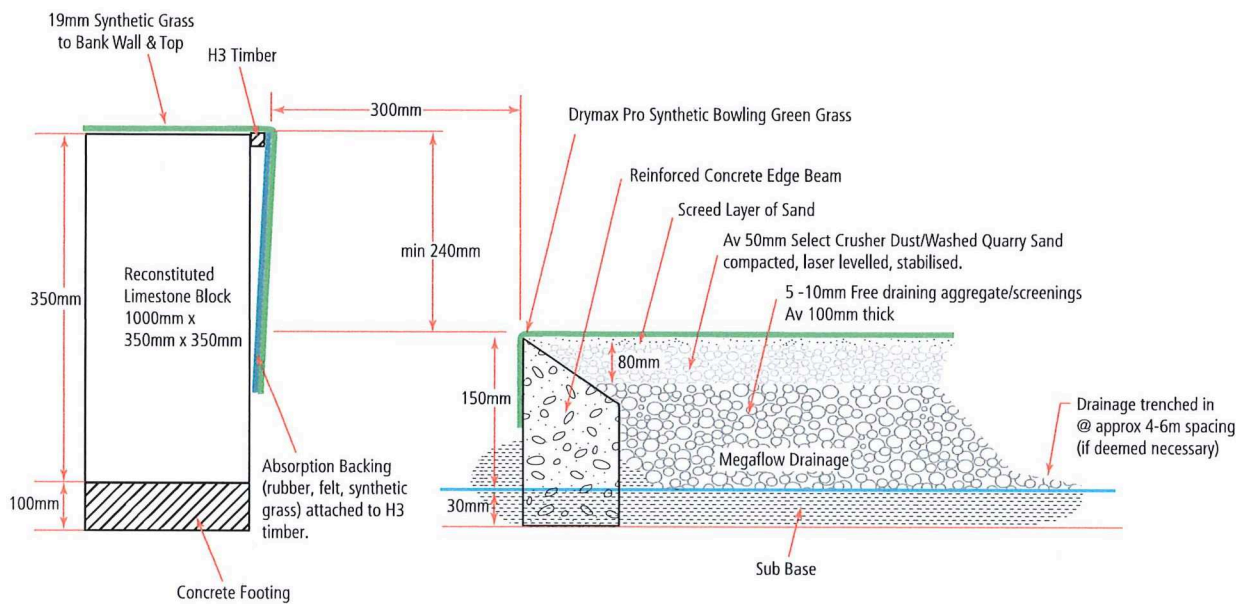 19mm Synthetic Grass
to Bank Wall & Top
H3 Timber
300mm
Drymax Pro Synthetic Bowling Green Grass
Reinforced Concrete Edge Beam
Screed Layer of Sand
Av 50mm Select Crusher Dust/Washed Quarry Sand
compacted, laser levelled, stabilised.
5 -10mm Free draining aggregate/screenings
Av 100mm thick
min 240mm
350mm
Reconstituted
Limestone Block
1000mm x
350mm x 350mm
80mm
150mm
Drainage trenched in
@ approx 4-6m spacing
(if deemed necessary)
Megaflow Drainage
Absorption Backing
(rubber, felt, synthetic
grass) attached to H3
timber.
100mm
30mm
Sub Base
Concrete Footing